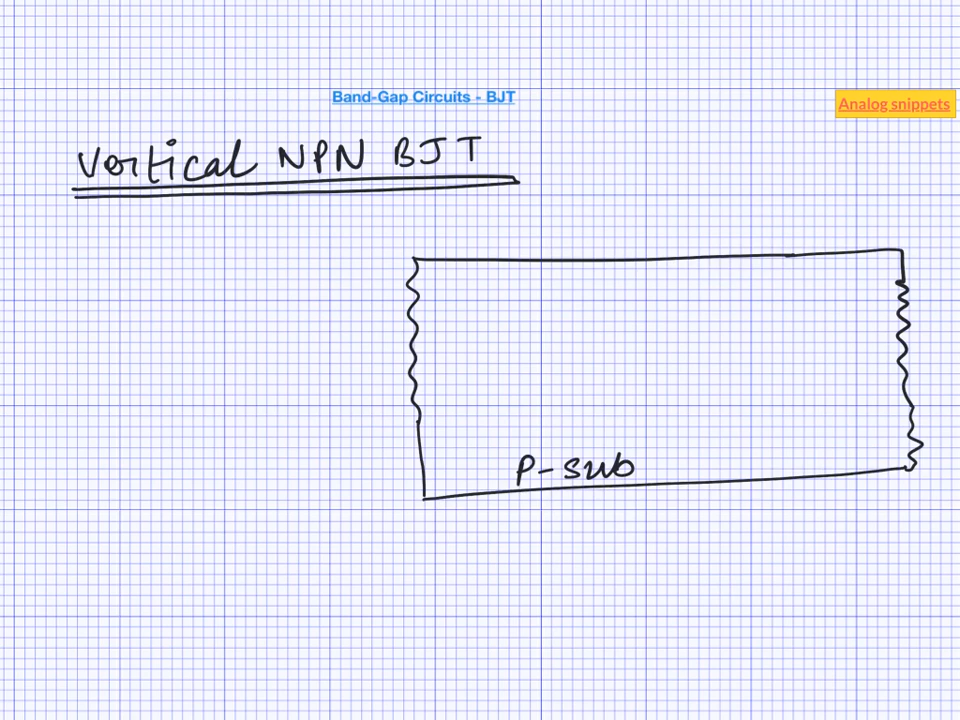 Band-Gap Circuits - BJT
Analog snippets
Vertical NPN BJT
P-sub